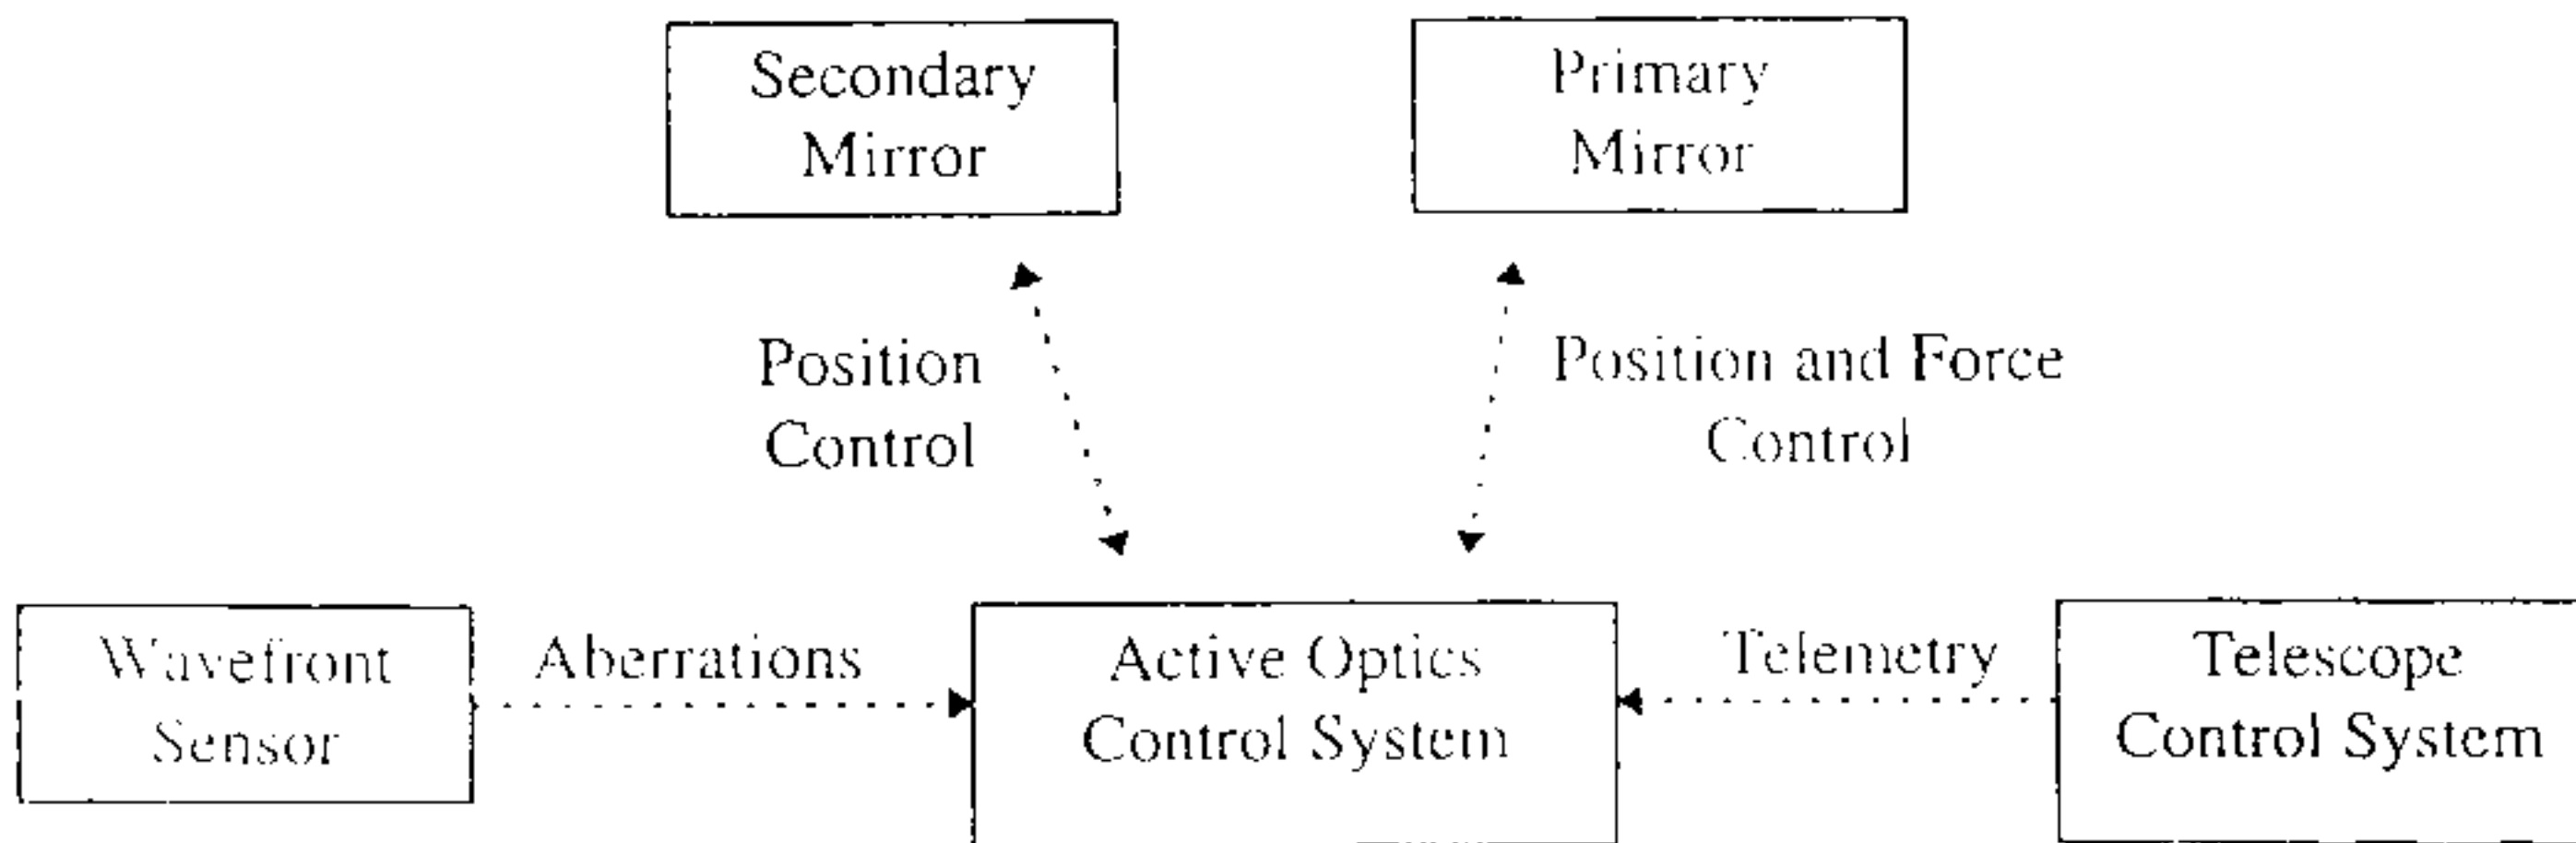 Secondary
Mirror
Primary
Mirror
Position
Control
Position and Force
Control
Wavefront
Sensor
Aberrations
Active Optics
Control System
Telemetry
Telescope
Control System